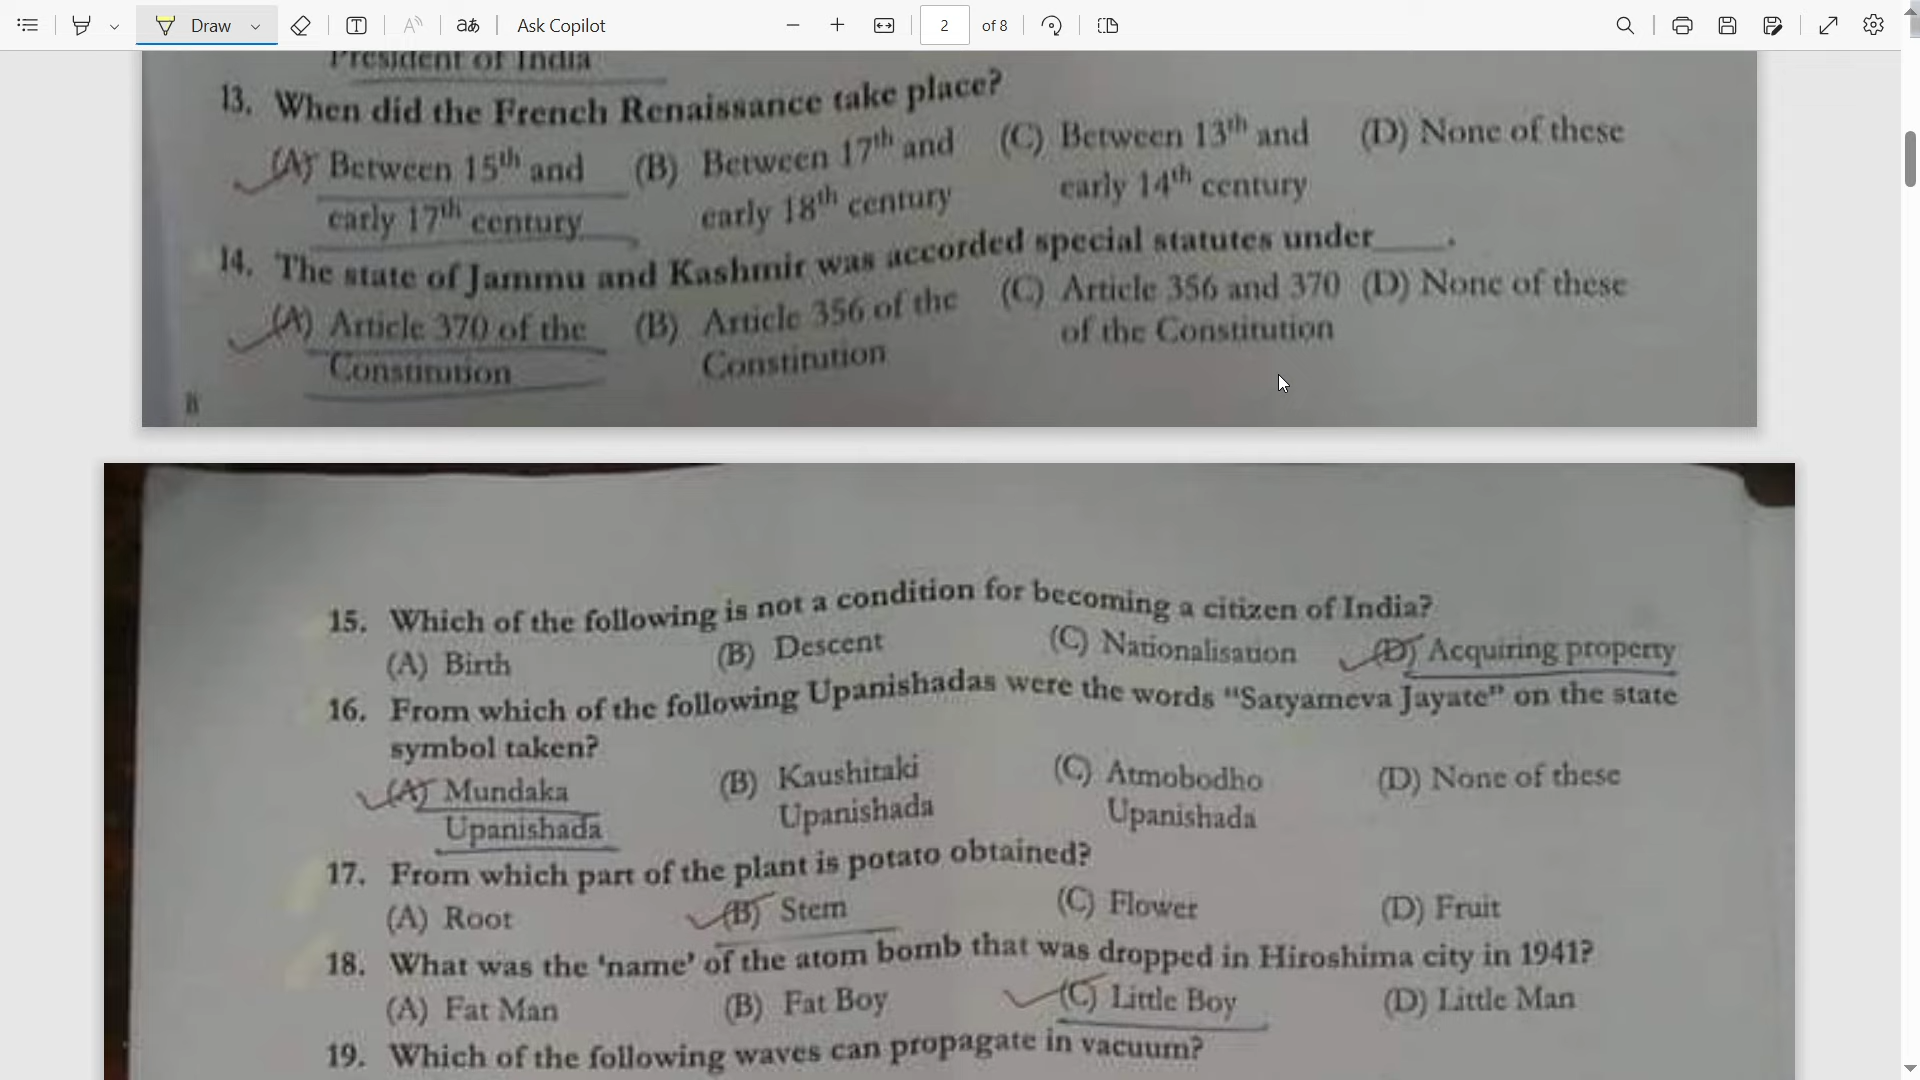 Draw
T
aあ
Ask Copilot
2 of 8
President of India
13. When did the French Renaissance take place?
(A) Between 15th and early 17th century (B) Between 17th and early 18th century (C) Between 13th and early 14th century (D) None of these
14. The state of Jammu and Kashmir was accorded special statutes under____.
(A) Article 370 of the Constitution (B) Article 356 of the Constitution (C) Article 356 and 370 of the Constitution (D) None of these
15. Which of the following is not a condition for becoming a citizen of India?
(A) Birth (B) Descent (C) Nationalisation (D) Acquiring property
16. From which of the following Upanishadas were the words "Satyameva Jayate" on the state
symbol taken?
(A) Mundaka Upanishada (B) Kaushitaki Upanishada (C) Atmobodho Upanishada (D) None of these
17. From which part of the plant is potato obtained?
(A) Root (B) Stem (C) Flower (D) Fruit
18. What was the 'name' of the atom bomb that was dropped in Hiroshima city in 1941?
(A) Fat Man (B) Fat Boy (C) Little Boy (D) Little Man
19. Which of the following waves can propagate in vacuum?